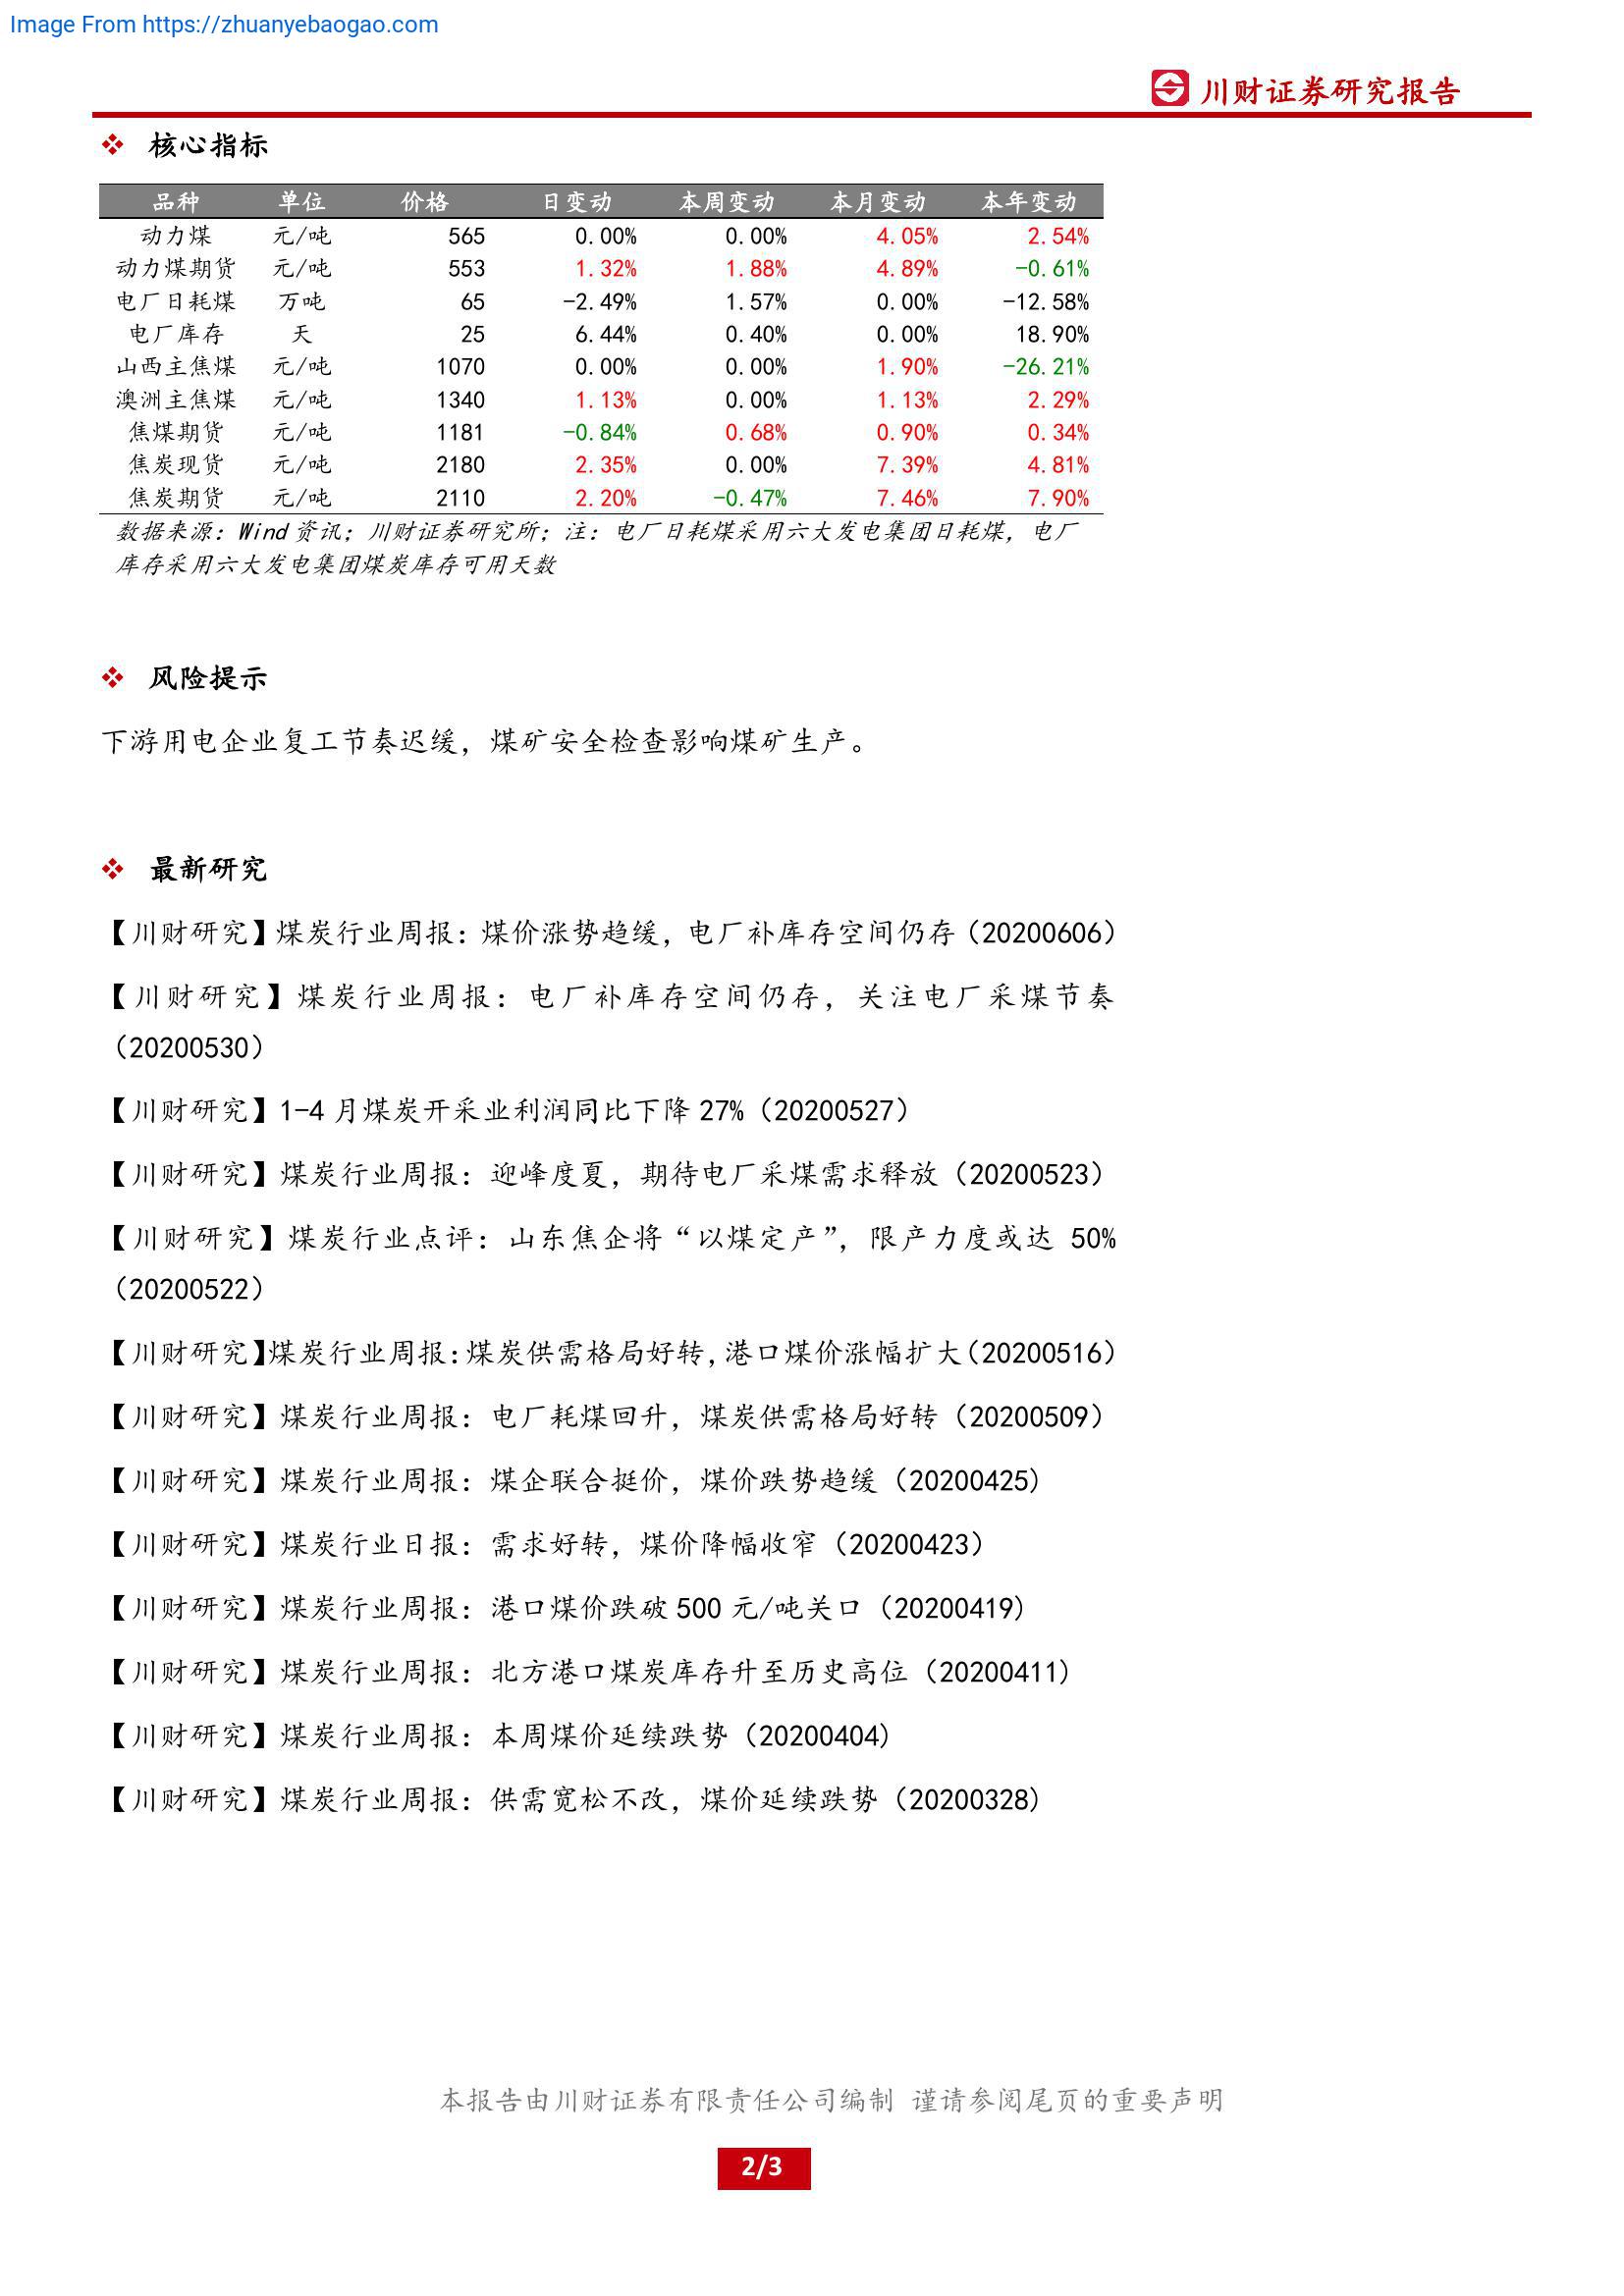 Image From https://zhuanyebaogao.com
川财证券研究报告
核心指标
品种 单位 价格 日变动 本周变动 本月变动 本年变动
动力煤 元/吨 565 0.00% 0.00% 4.05% 2.54%
动力煤期货 元/吨 553 1.32% 1.88% 4.89% -0.61%
电厂日耗煤 万吨 65 -2.49% 1.57% 0.00% -12.58%
电厂库存 天 25 6.44% 0.40% 0.00% 18.90%
山西主焦煤 元/吨 1070 0.00% 0.00% 1.90% -26.21%
澳洲主焦煤 元/吨 1340 1.13% 0.00% 1.13% 2.29%
焦煤期货 元/吨 1181 -0.84% 0.68% 0.90% 0.34%
焦炭现货 元/吨 2180 2.35% 0.00% 7.39% 4.81%
焦炭期货 元/吨 2110 2.20% -0.47% 7.46% 7.90%
数据来源：Wind 资讯；川财证券研究所；注：电厂日耗煤采用六大发电集团日耗煤，电厂
库存采用六大发电集团煤炭库存可用天数
风险提示
下游用电企业复工节奏迟缓，煤矿安全检查影响煤矿生产。
最新研究
【川财研究】煤炭行业周报：煤价涨势趋缓，电厂补库存空间仍存（20200606）
【川财研究】煤炭行业周报：电厂补库存空间仍存，关注电厂采煤节奏
（20200530）
【川财研究】1-4 月煤炭开采业利润同比下降 27%（20200527）
【川财研究】煤炭行业周报：迎峰度夏，期待电厂采煤需求释放（20200523）
【川财研究】煤炭行业点评：山东焦企将“以煤定产”，限产力度或达 50%
（20200522）
【川财研究】煤炭行业周报：煤炭供需格局好转，港口煤价涨幅扩大（20200516）
【川财研究】煤炭行业周报：电厂耗煤回升，煤炭供需格局好转（20200509）
【川财研究】煤炭行业周报：煤企联合挺价，煤价跌势趋缓（20200425)
【川财研究】煤炭行业日报：需求好转，煤价降幅收窄（20200423）
【川财研究】煤炭行业周报：港口煤价跌破 500 元/吨关口（20200419)
【川财研究】煤炭行业周报：北方港口煤炭库存升至历史高位（20200411)
【川财研究】煤炭行业周报：本周煤价延续跌势（20200404)
【川财研究】煤炭行业周报：供需宽松不改，煤价延续跌势（20200328)
本报告由川财证券有限责任公司编制 谨请参阅尾页的重要声明
2/3